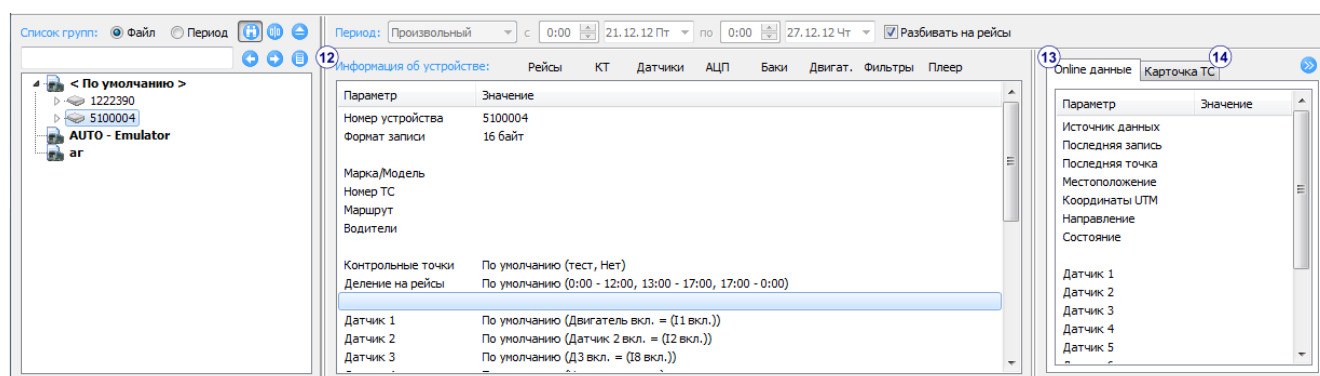 Список групп: Файл Период
Период: Произвольный с 0:00 21.12.12 Пт по 0:00 27.12.12 Чт Разбивать на рейсы
12
Информация об устройстве: Рейсы КТ Датчики АЦП Баки Двигат. Фильтры Плеер
13 14
Online данные Карточка ТС
< По умолчанию >
1222390
5100004
AUTO - Emulator
аг
Параметр Значение
Номер устройства 5100004
Формат записи 16 байт
Марка/Модель
Номер ТС
Маршрут
Водители
Контрольные точки По умолчанию (тест, Нет)
Деление на рейсы По умолчанию (0:00 - 12:00, 13:00 - 17:00, 17:00 - 0:00)
Датчик 1 По умолчанию (Двигатель вкл. = (I1 вкл.))
Датчик 2 По умолчанию (Датчик 2 вкл. = (I2 вкл.))
Датчик 3 По умолчанию (Д3 вкл. = (I8 вкл.))
Параметр Значение
Источник данных
Последняя запись
Последняя точка
Местоположение
Координаты UTM
Направление
Состояние
Датчик 1
Датчик 2
Датчик 3
Датчик 4
Датчик 5